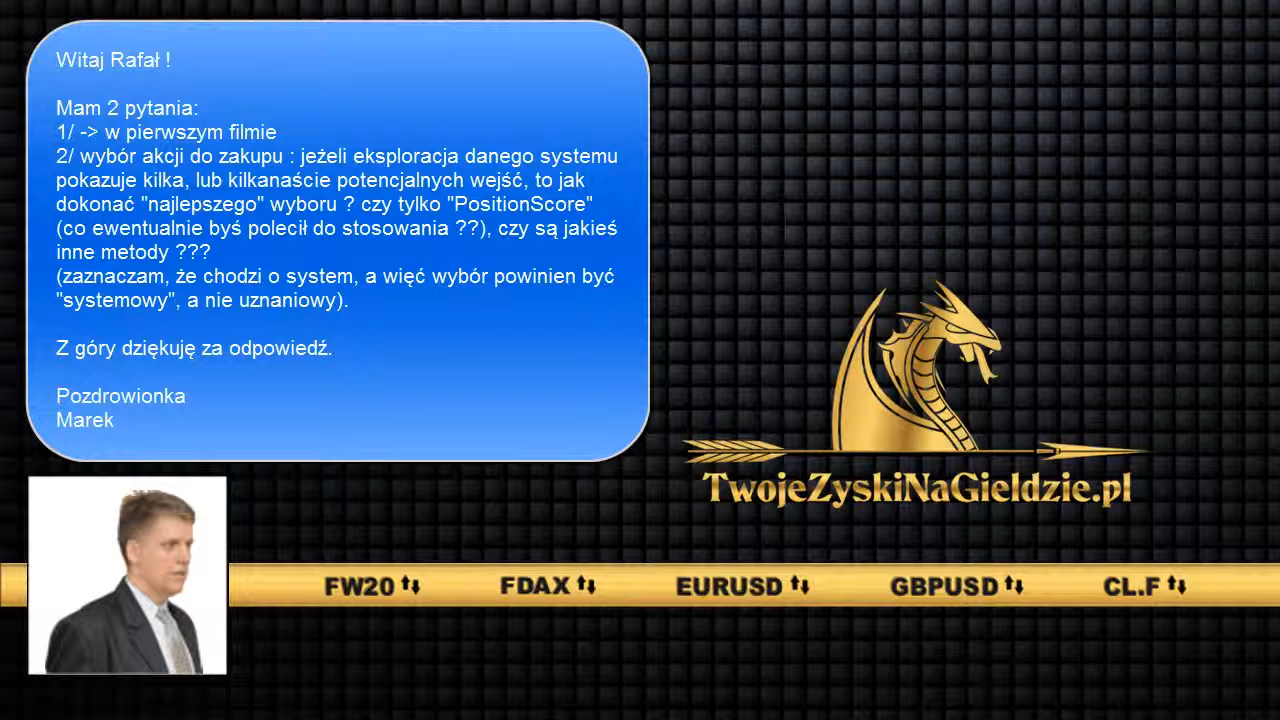 Witaj Rafał !
Mam 2 pytania:
1/ -> w pierwszym filmie
2/ wybór akcji do zakupu : jeżeli eksploracja danego systemu
pokazuje kilka, lub kilkanaście potencjalnych wejść, to jak
dokonać "najlepszego" wyboru ? czy tylko "PositionScore"
(co ewentualnie byś polecił do stosowania ??), czy są jakieś
inne metody ???
(zaznaczam, że chodzi o system, a więć wybór powinien być
"systemowy", a nie uznaniowy).
Z góry dziękuję za odpowiedź.
Pozdrowionka
Marek
TwojeZyskiNaGieldzie.pl
FW20 FDAX EURUSD GBPUSD CL.F